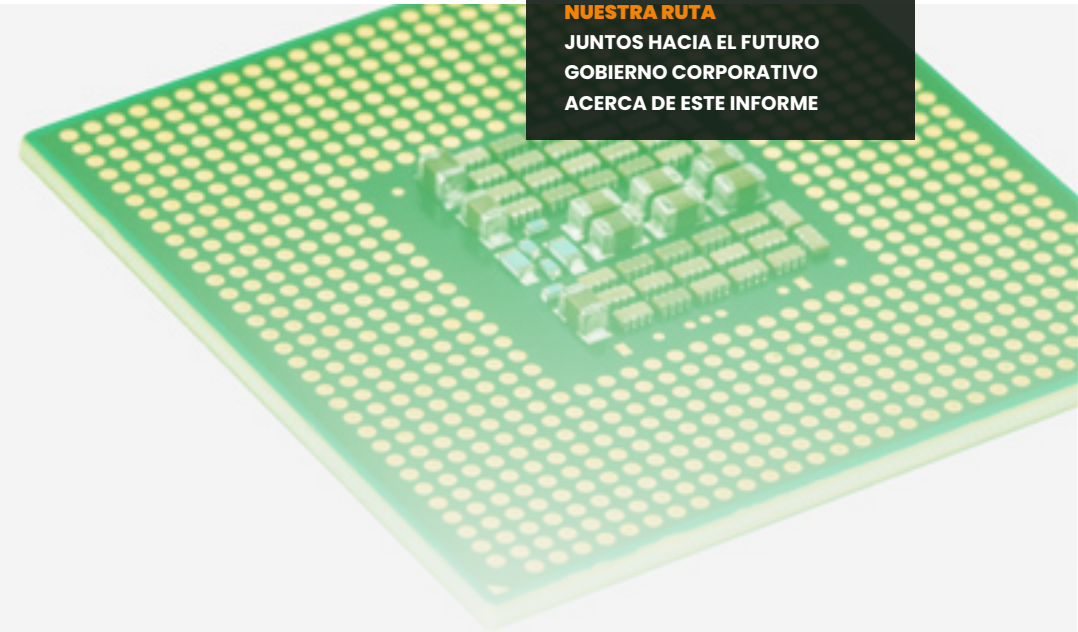 NUESTRA RUTA
JUNTOS HACIA EL FUTURO
GOBIERNO CORPORATIVO
ACERCA DE ESTE INFORME